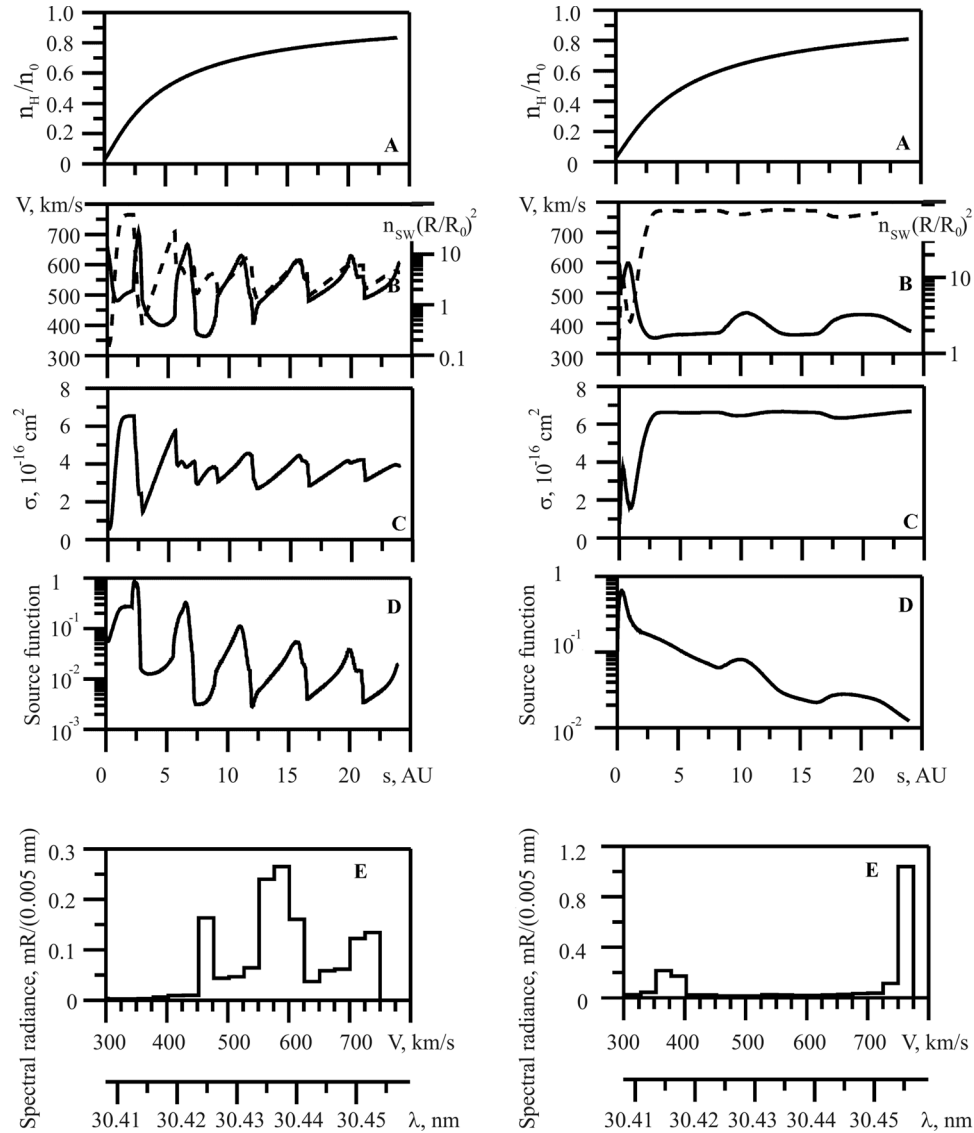 1.0
0.8
0.6
0.4
0.2
0
n_H/n_0
A
V, km/s
700
600
500
400
300
n_SW(R/R_0)^2
10
1
0.1
B
8
6
4
2
0
σ, 10^-16 cm^2
C
1
10^-1
10^-2
10^-3
Source function
D
0 5 10 15 20 s, AU
0.3
0.2
0.1
0
Spectral radiance, mR/(0.005 nm)
E
300 400 500 600 700 V, km/s
30.41 30.42 30.43 30.44 30.45 λ, nm
1.0
0.8
0.6
0.4
0.2
0
n_H/n_0
A
V, km/s
700
600
500
400
300
n_SW(R/R_0)^2
10
1
B
8
6
4
2
0
σ, 10^-16 cm^2
C
1
10^-1
10^-2
Source function
D
0 5 10 15 20 s, AU
1.2
0.8
0.4
0
Spectral radiance, mR/(0.005 nm)
E
300 400 500 600 700 V, km/s
30.41 30.42 30.43 30.44 30.45 λ, nm